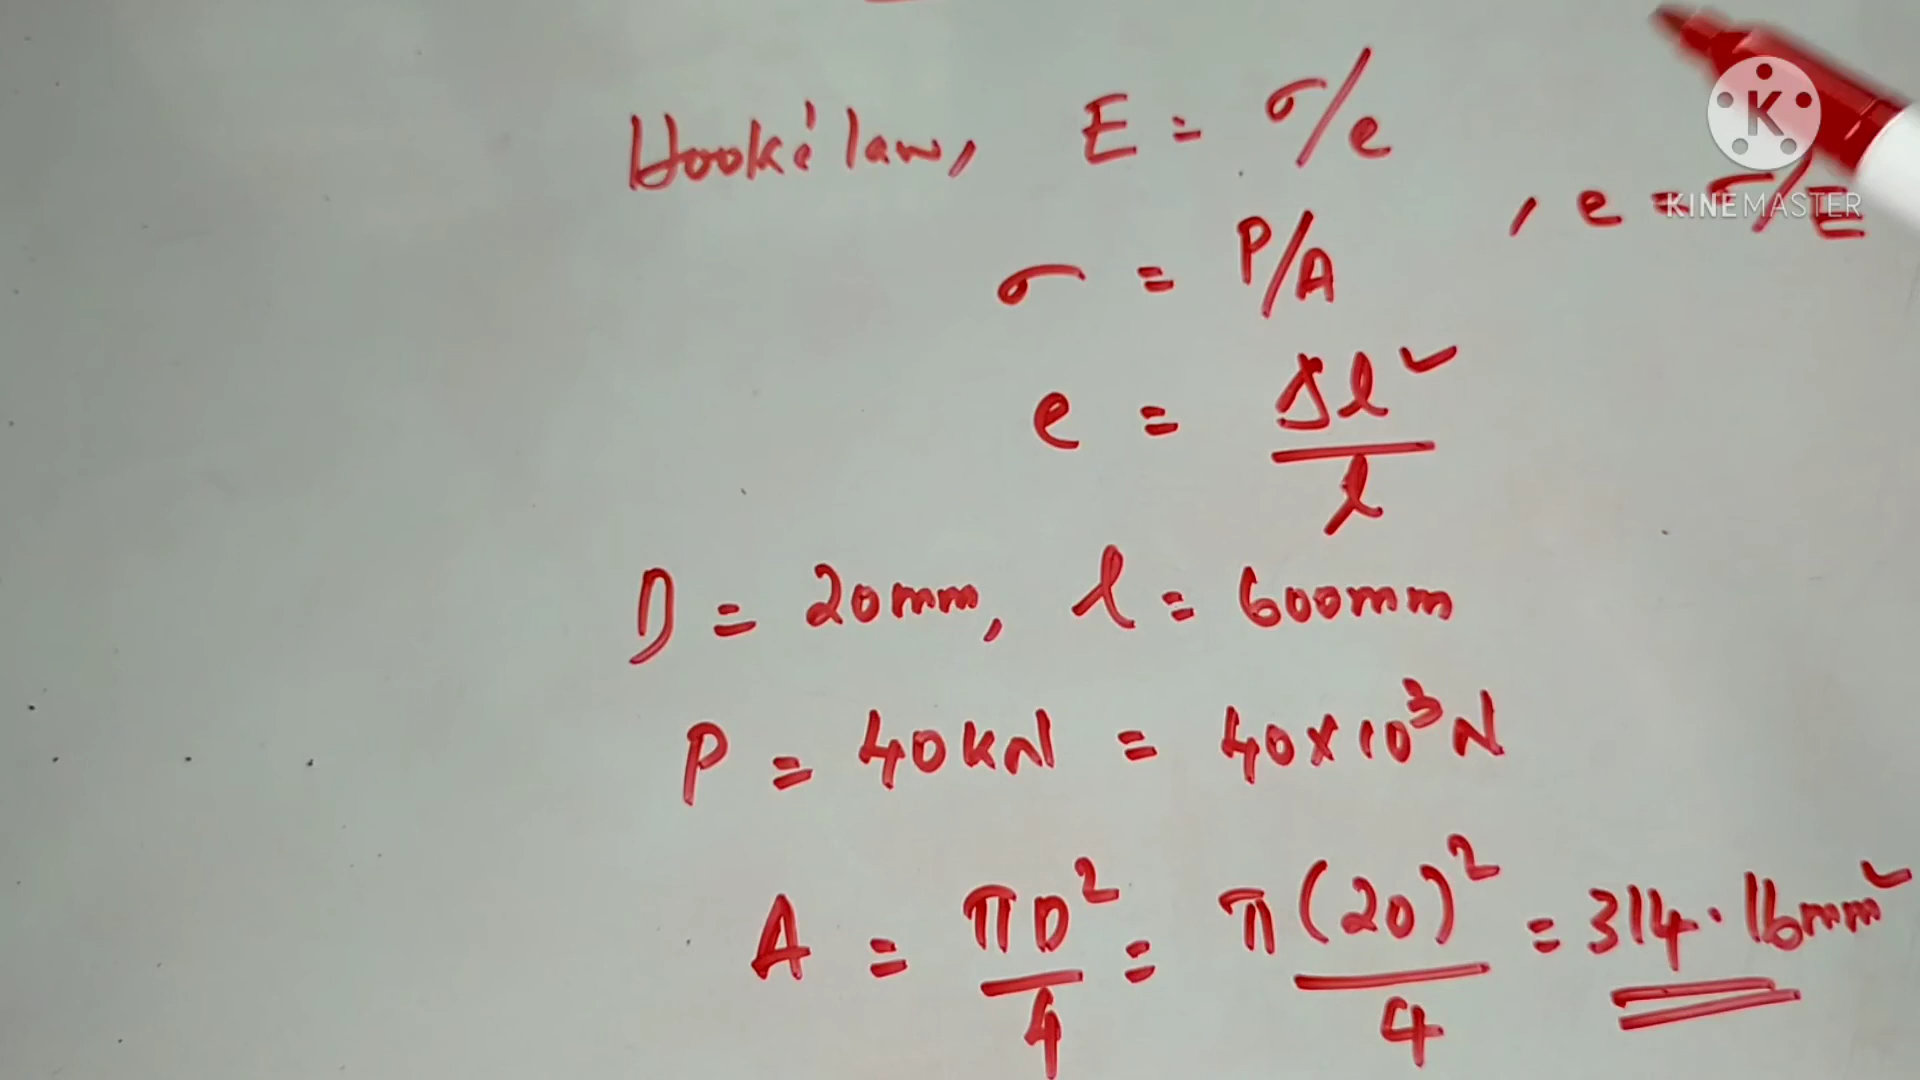 Hooke's law, E = σ/e
, e = σ/E
K
KINEMASTER
σ = P/A
e = Δl/l
D = 20mm, l = 600mm
P = 40kN = 40×10³N
A = πD²/4 = π(20)²/4 = 314.16mm²